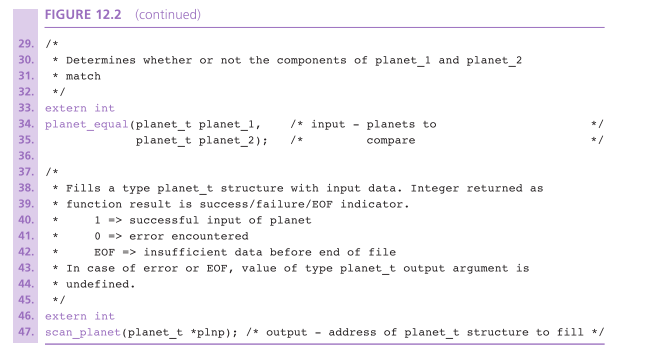 FIGURE 12.2 (continued)
29. /*
30. * Determines whether or not the components of planet_1 and planet_2
31. * match
32. */
33. extern int
34. planet_equal(planet_t planet_1, /* input - planets to */
35. planet_t planet_2); /* compare */
36.
37. /*
38. * Fills a type planet_t structure with input data. Integer returned as
39. * function result is success/failure/EOF indicator.
40. * 1 => successful input of planet
41. * 0 => error encountered
42. * EOF => insufficient data before end of file
43. * In case of error or EOF, value of type planet_t output argument is
44. * undefined.
45. */
46. extern int
47. scan_planet(planet_t *plnp); /* output - address of planet_t structure to fill */